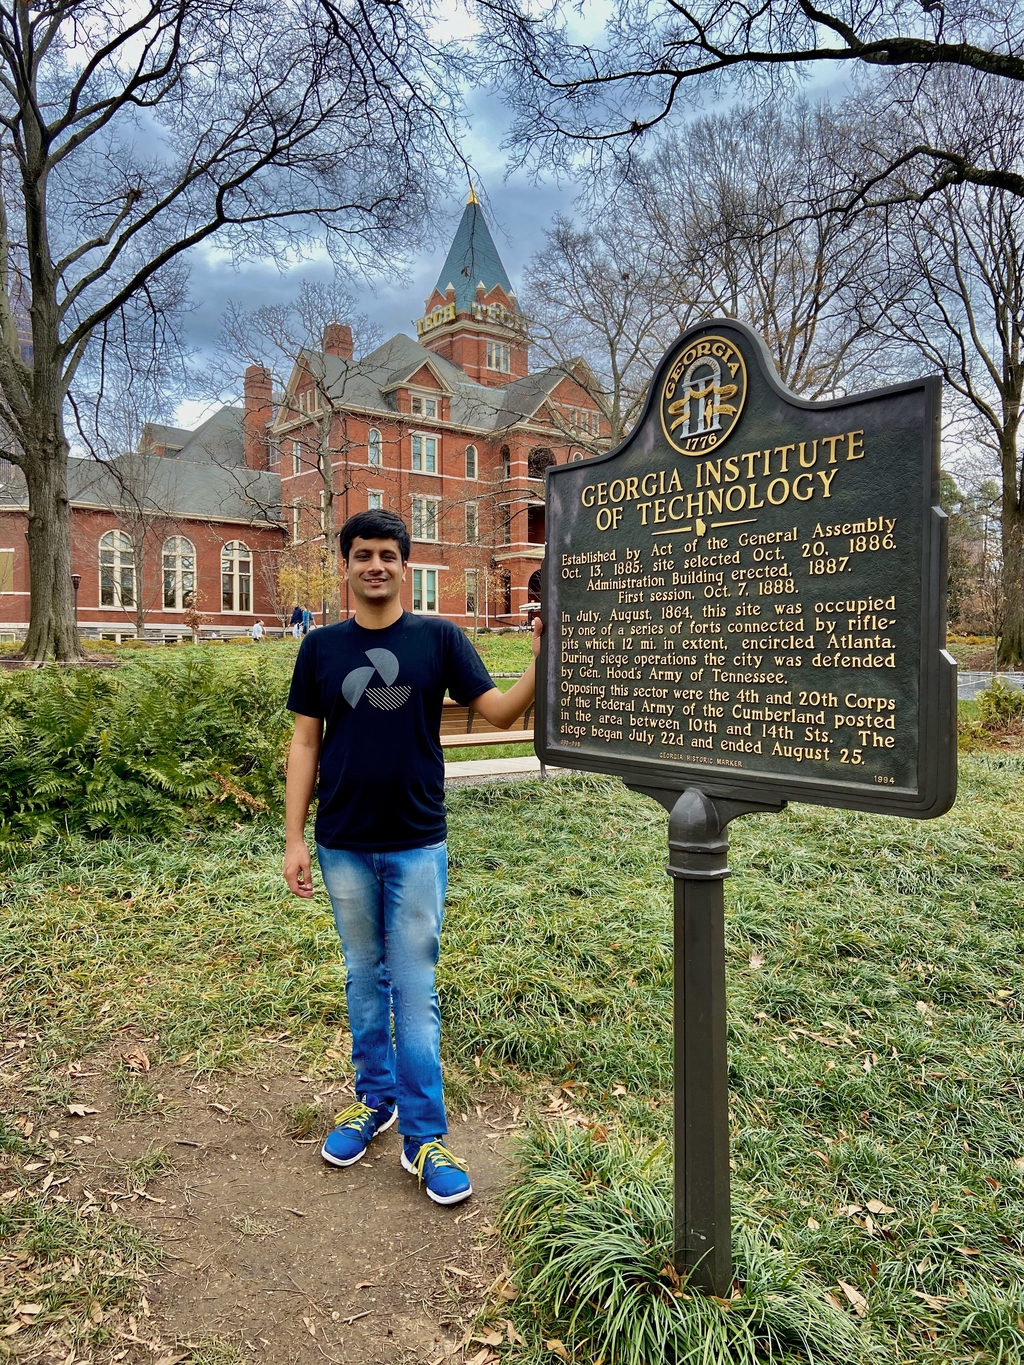 TECH
TECH
GEORGIA
1776
GEORGIA INSTITUTE
OF TECHNOLOGY
Established by Act of the General Assembly
Oct. 13, 1885; site selected Oct. 20, 1886.
Administration Building erected, 1887.
First session, Oct. 7, 1888.
In July, August, 1864, this site was occupied
by one of a series of forts connected by rifle-
pits which 12 mi. in extent, encircled Atlanta.
During siege operations the city was defended
by Gen. Hood's Army of Tennessee.
Opposing this sector were the 4th and 20th Corps
of the Federal Army of the Cumberland posted
in the area between 10th and 14th Sts. The
siege began July 22d and ended August 25.
GEORGIA HISTORIC MARKER
1994